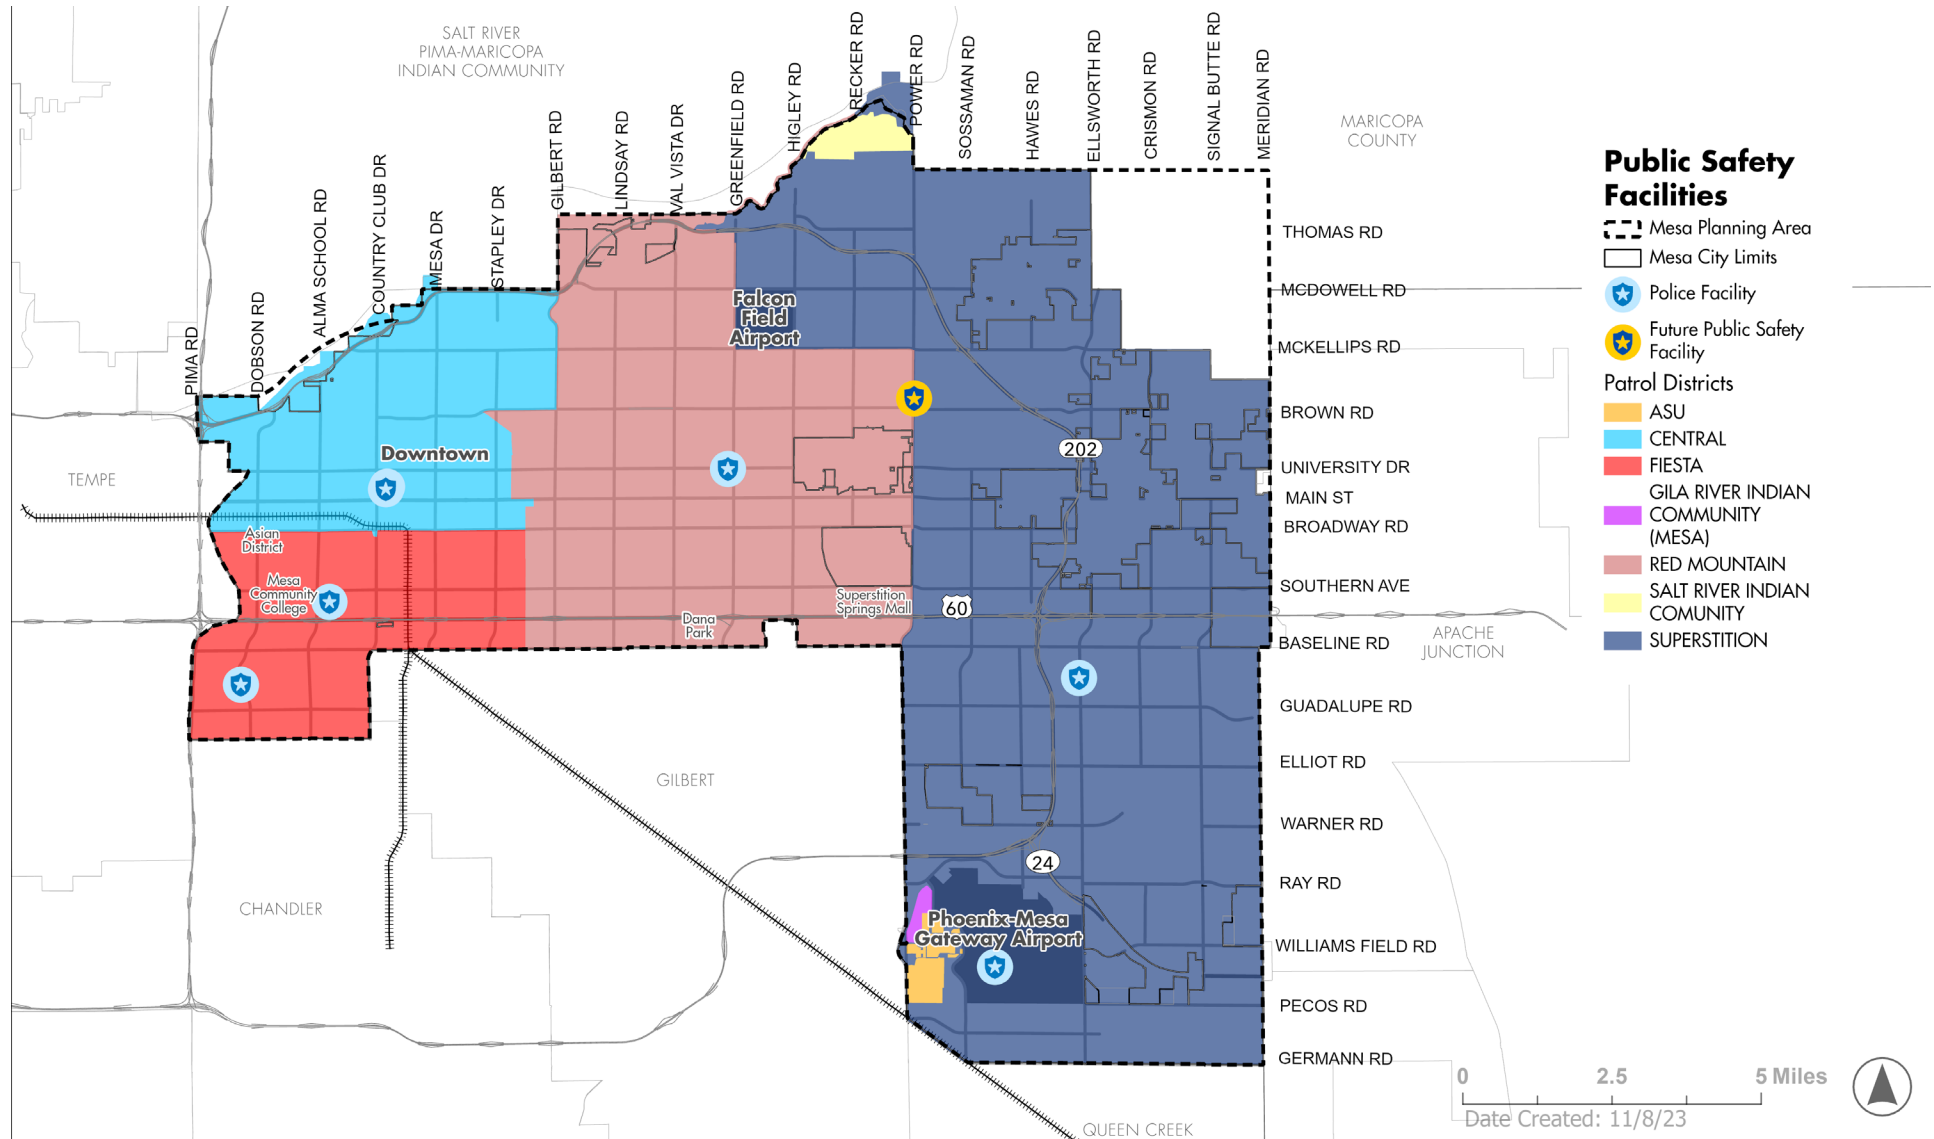 SALT RIVER
PIMA-MARICOPA
INDIAN COMMUNITY
MARICOPA
COUNTY
PIMA RD
DOBSON RD
ALMA SCHOOL RD
COUNTRY CLUB DR
MESA DR
STAPLEY DR
GILBERT RD
LINDSAY RD
VAL VISTA DR
GREENFIELD RD
HIGLEY RD
RECKER RD
POWER RD
SOSSAMAN RD
HAWES RD
ELLSWORTH RD
CRISMON RD
SIGNAL BUTTE RD
MERIDIAN RD
THOMAS RD
MCDOWELL RD
MCKELLIPS RD
BROWN RD
UNIVERSITY DR
MAIN ST
BROADWAY RD
SOUTHERN AVE
BASELINE RD
GUADALUPE RD
ELLIOT RD
WARNER RD
RAY RD
WILLIAMS FIELD RD
PECOS RD
GERMANN RD
Falcon
Field
Airport
Downtown
202
TEMPE
Asian
District
Mesa
Community
College
Dana
Park
Superstition
Springs Mall
60
APACHE
JUNCTION
GILBERT
CHANDLER
24
Phoenix-Mesa
Gateway Airport
QUEEN CREEK
Public Safety
Facilities
Mesa Planning Area
Mesa City Limits
Police Facility
Future Public Safety
Facility
Patrol Districts
ASU
CENTRAL
FIESTA
GILA RIVER INDIAN
COMMUNITY
(MESA)
RED MOUNTAIN
SALT RIVER INDIAN
COMUNITY
SUPERSTITION
0 2.5 5 Miles
Date Created: 11/8/23